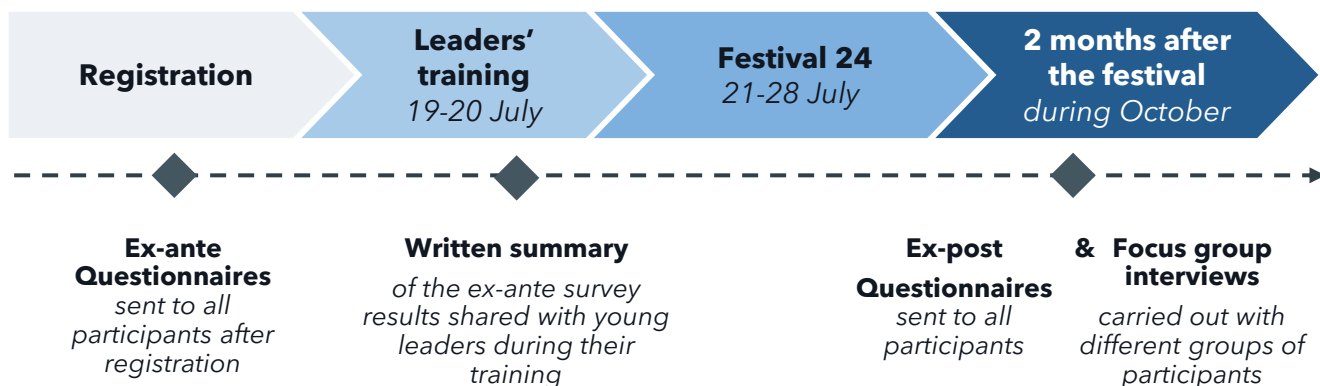 Registration
Leaders’
training
19-20 July
Festival 24
21-28 July
2 months after
the festival
during October
Ex-ante
Questionnaires
sent to all
participants after
registration
Written summary
of the ex-ante survey
results shared with young
leaders during their
training
Ex-post
Questionnaires
sent to all
participants
& Focus group
interviews
carried out with
different groups of
participants